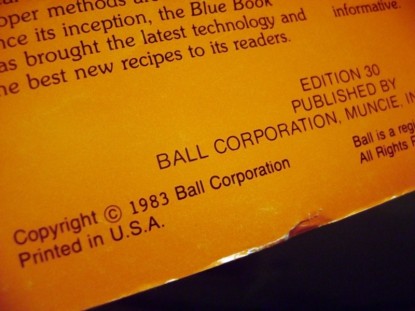 oper methods
nce its inception, the Blue Book
as brought the latest technology and
he best new recipes to its readers.
informative.
EDITION 30
PUBLISHED BY
BALL CORPORATION, MUNCIE,
Copyright © 1983 Ball Corporation
Printed in U.S.A.
Ball is a
All Rights